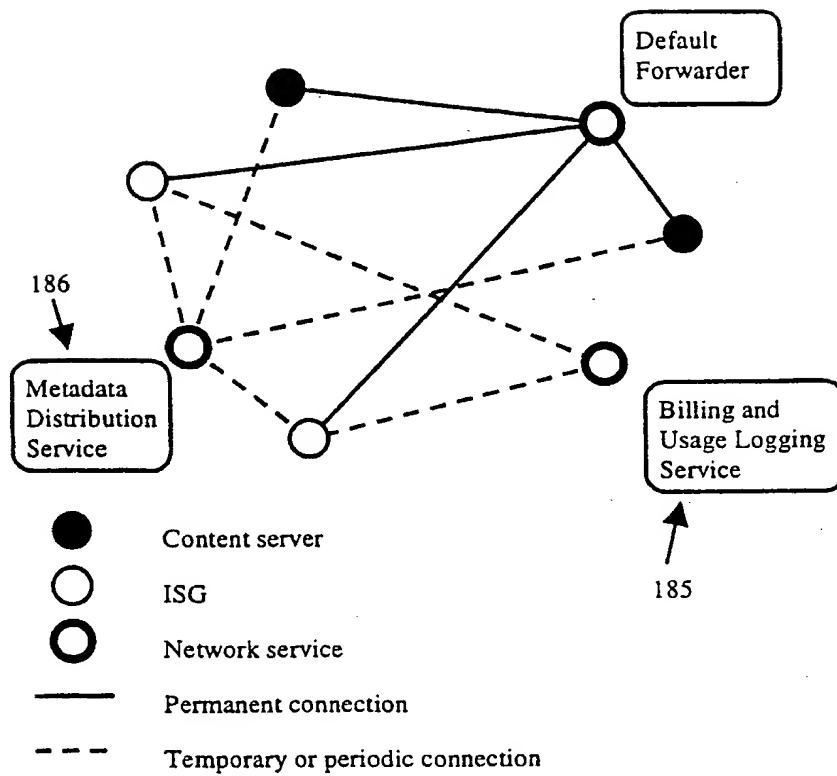 Default
Forwarder
186
Metadada
Distribution
Service
Billing and
Usage Logging
Service
185
Content server
ISG
Network service
Permanent connection
Temporary or periodic connection